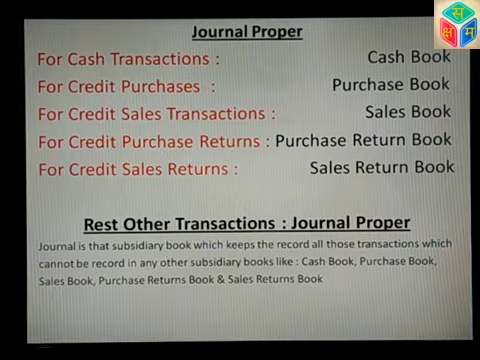 स
क्ष म
Journal Proper
For Cash Transactions : Cash Book
For Credit Purchases : Purchase Book
For Credit Sales Transactions : Sales Book
For Credit Purchase Returns : Purchase Return Book
For Credit Sales Returns : Sales Return Book
Rest Other Transactions : Journal Proper
Journal is that subsidiary book which keeps the record all those transactions which
cannot be record in any other subsidiary books like : Cash Book, Purchase Book,
Sales Book, Purchase Returns Book & Sales Returns Book